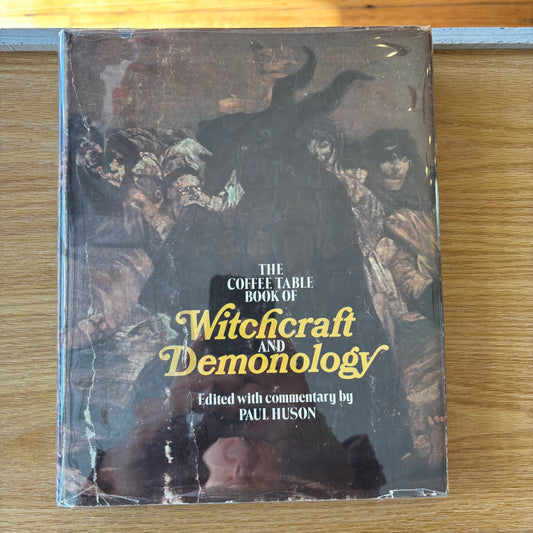 THE
COFFEE TABLE
BOOK OF
Witchcraft
AND
Demonology
Edited with commentary by
PAUL HUSON